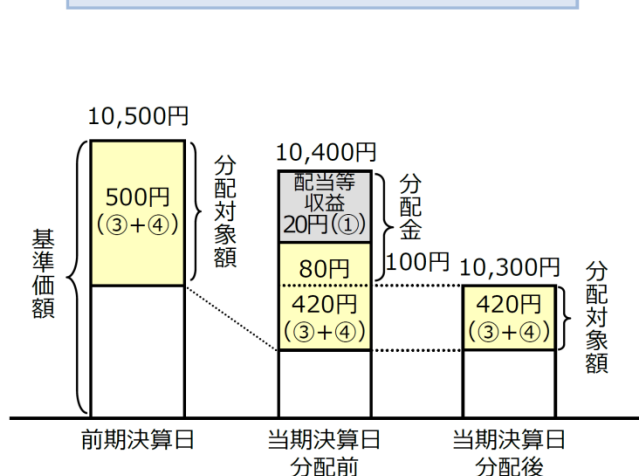 10,500円
500円
(③+④)
分配対象額
基準価額
前期決算日
10,400円
配当等
収益
20円(①)
80円
420円
(③+④)
分配金
100円
当期決算日
分配前
10,300円
420円
(③+④)
分配対象額
当期決算日
分配後